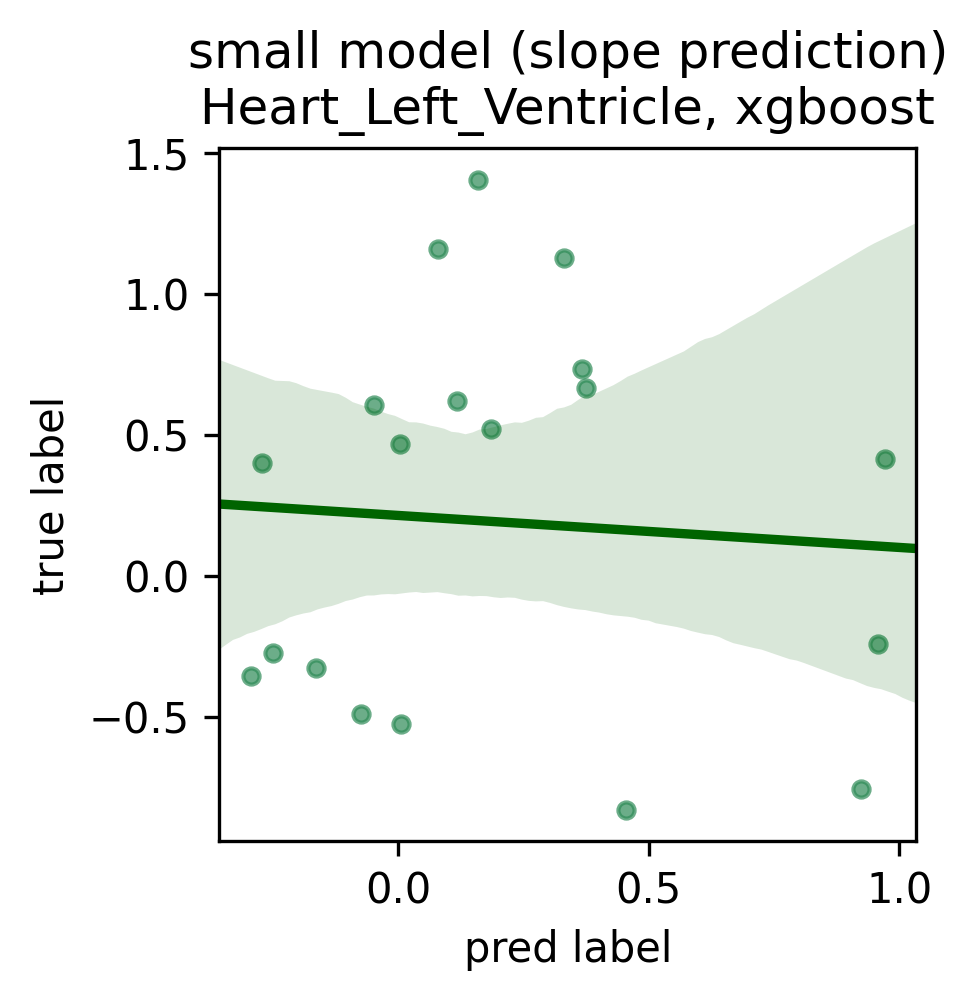 small model (slope prediction)
Heart_Left_Ventricle, xgboost
1.5
1.0
0.5
0.0
−0.5
true label
0.0 0.5 1.0
pred label